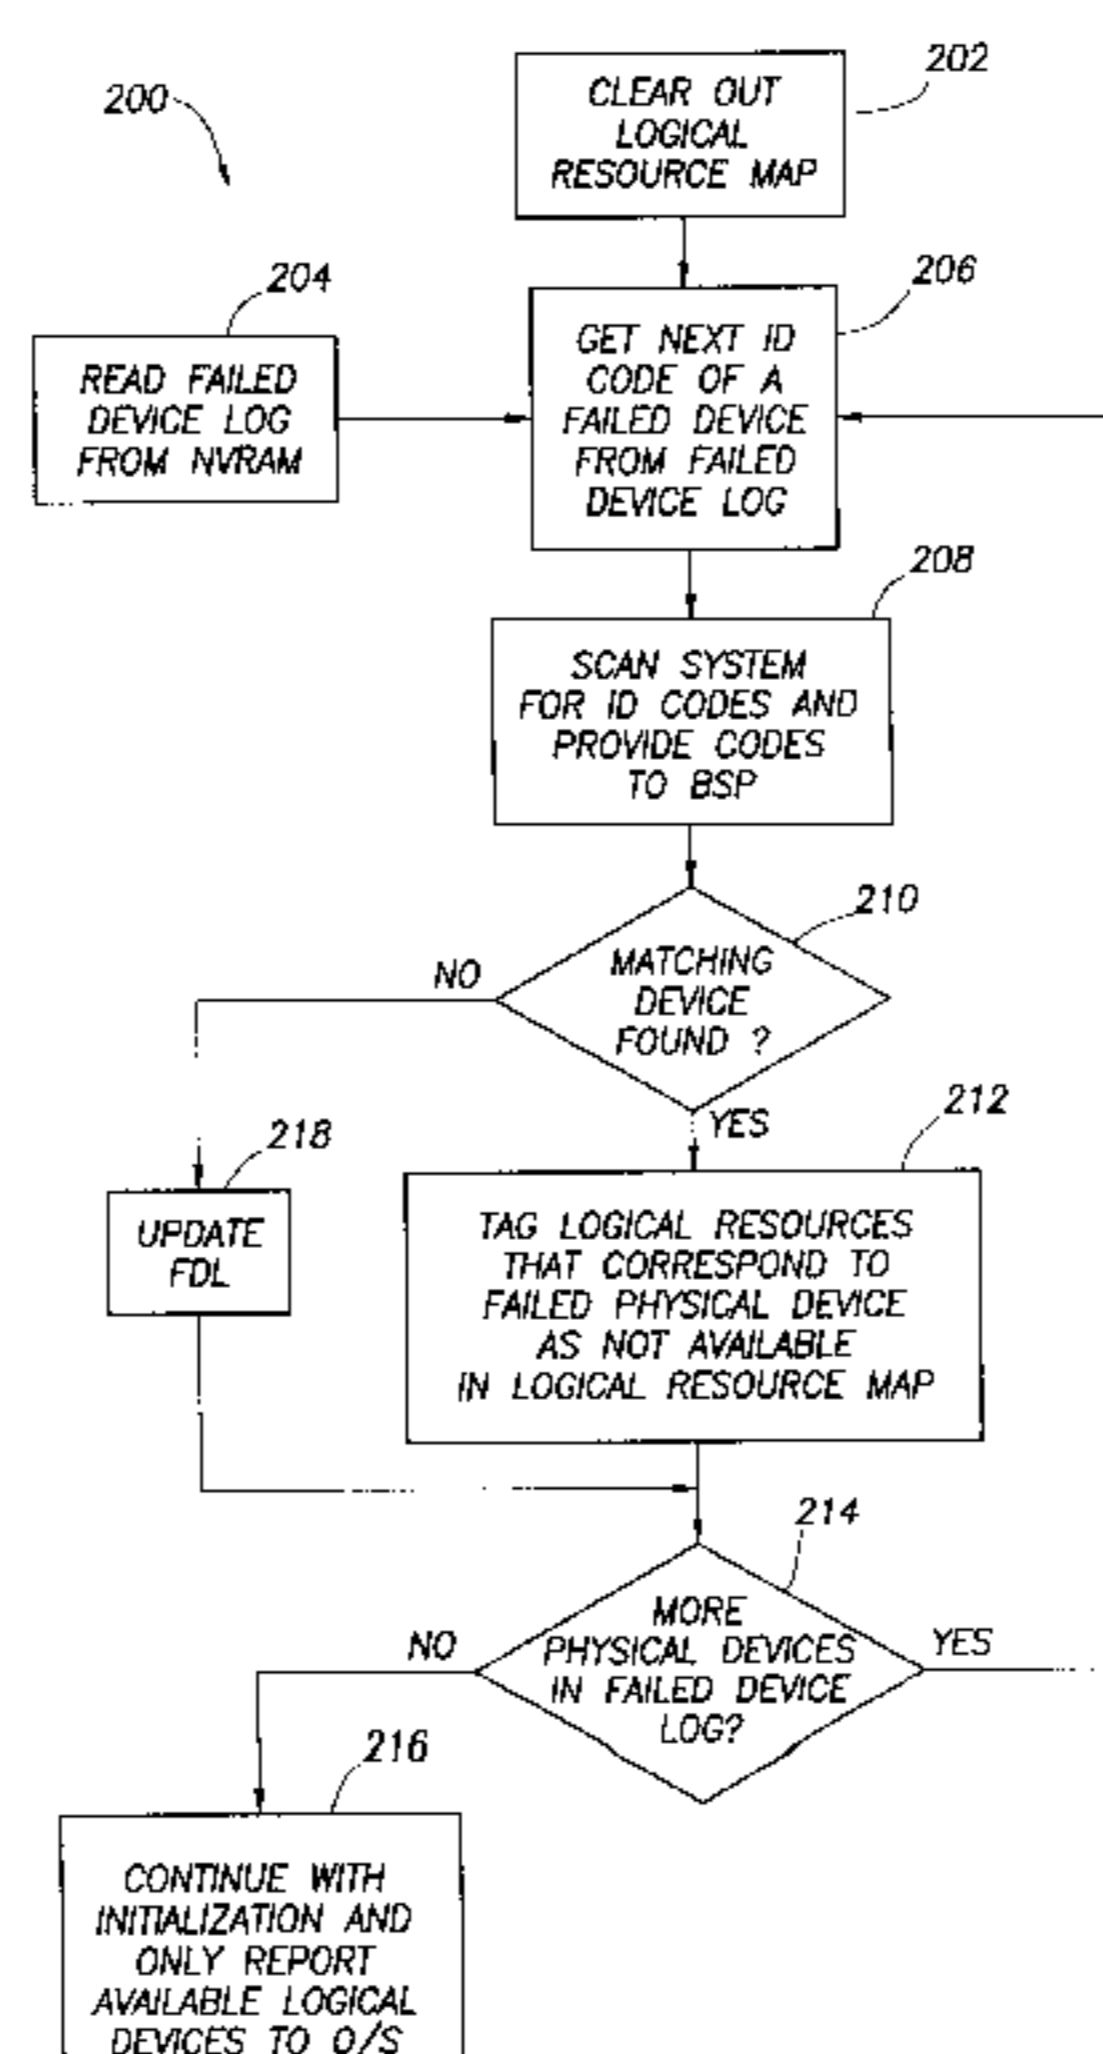 200
202
CLEAR OUT
LOGICAL
RESOURCE MAP
204
READ FAILED
DEVICE LOG
FROM NVRAM
206
GET NEXT ID
CODE OF A
FAILED DEVICE
FROM FAILED
DEVICE LOG
208
SCAN SYSTEM
FOR ID CODES AND
PROVIDE CODES
TO BSP
210
MATCHING
DEVICE
FOUND ?
NO
YES
218
UPDATE
FDL
212
TAG LOGICAL RESOURCES
THAT CORRESPOND TO
FAILED PHYSICAL DEVICE
AS NOT AVAILABLE
IN LOGICAL RESOURCE MAP
214
MORE
PHYSICAL DEVICES
IN FAILED DEVICE
LOG?
NO
YES
216
CONTINUE WITH
INITIALIZATION AND
ONLY REPORT
AVAILABLE LOGICAL
DEVICES TO O/S